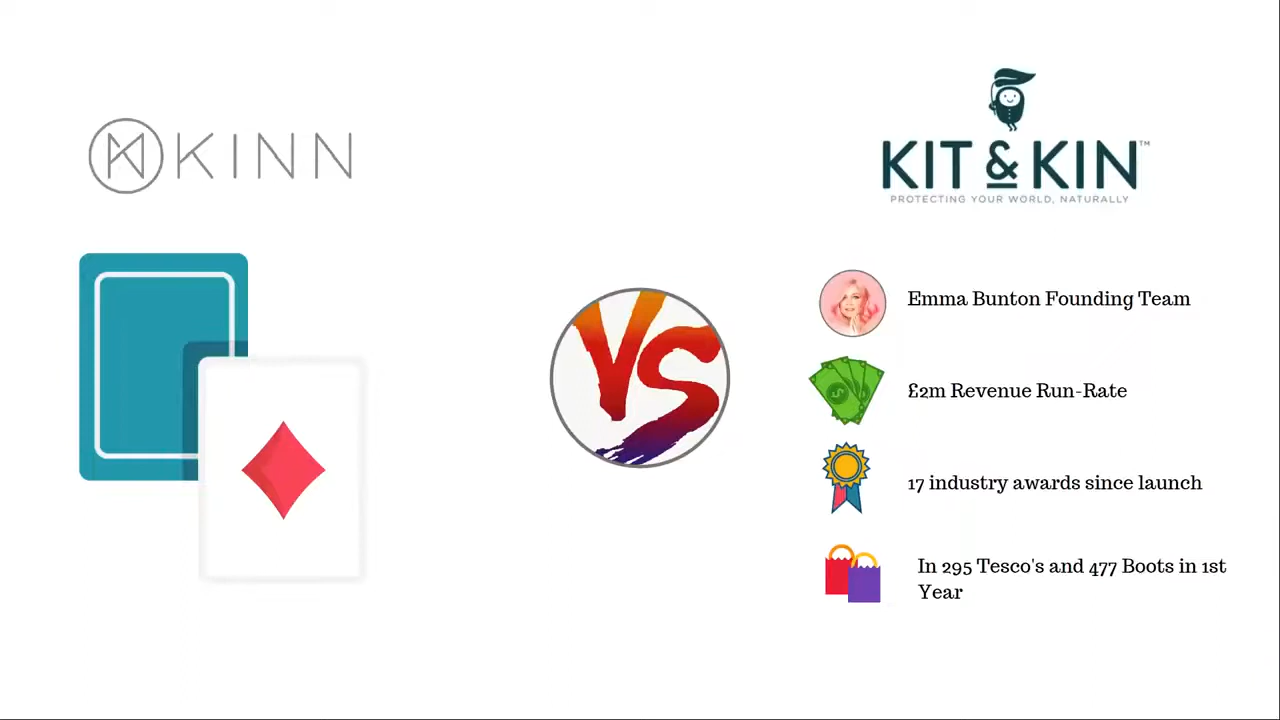 KINN
KIT & KIN™
PROTECTING YOUR WORLD, NATURALLY
VS
Emma Bunton Founding Team
£2m Revenue Run-Rate
17 industry awards since launch
In 295 Tesco's and 477 Boots in 1st
Year